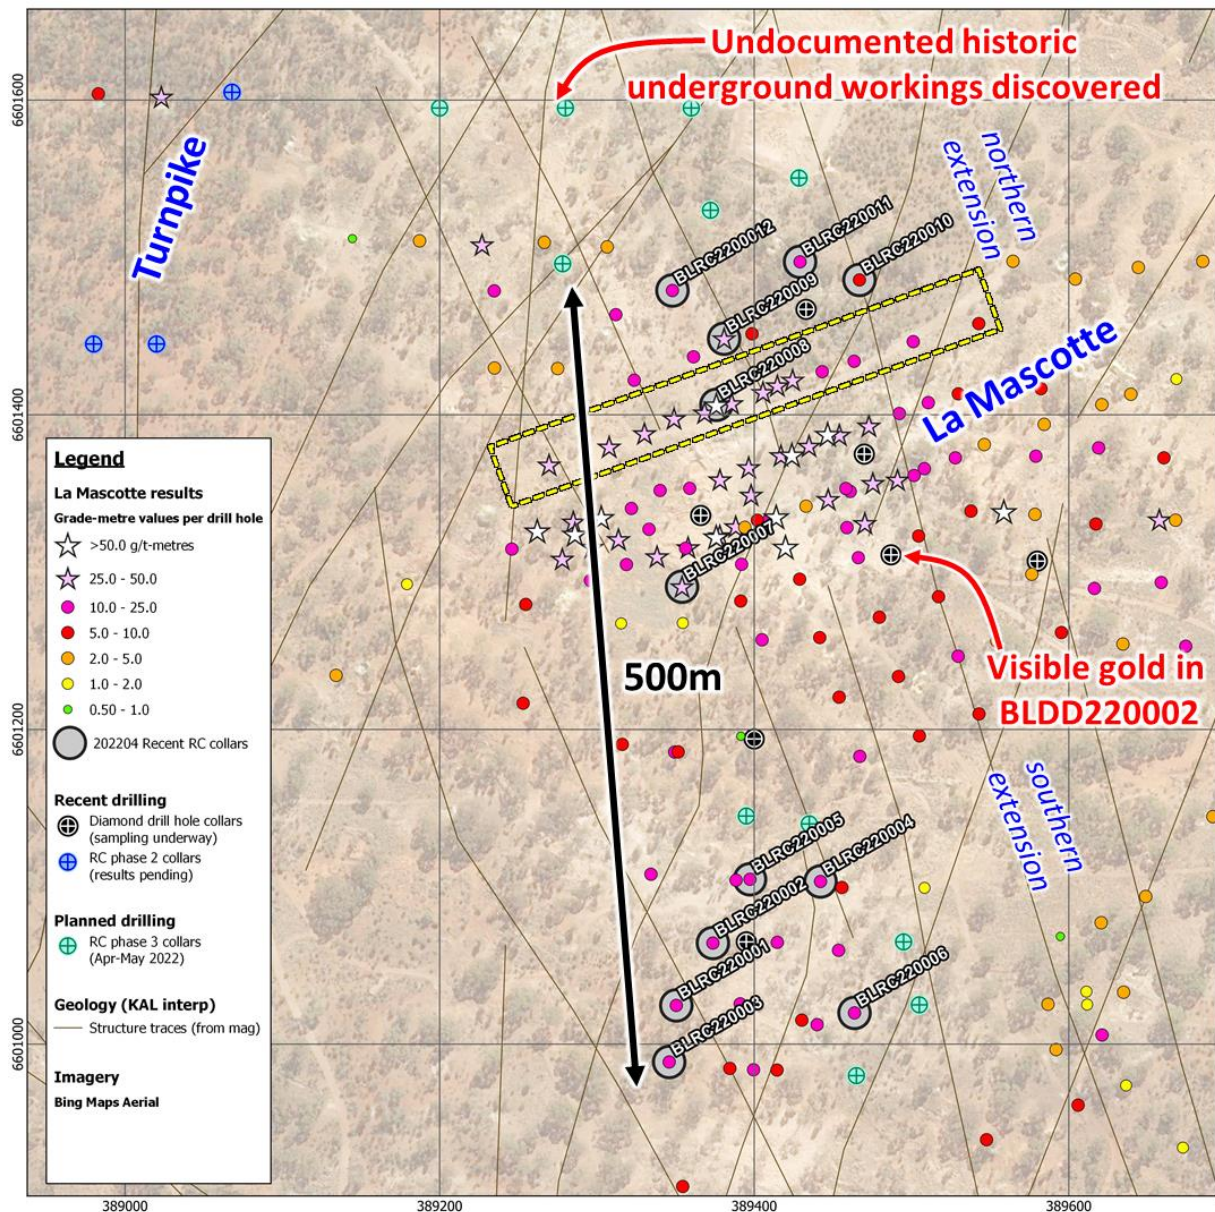 Undocumented historic
underground workings discovered
6601600
Turnpike
northern
extension
BLRC2200012
BLRC220011
BLRC220010
BLRC220009
BLRC220008
6601400
La Mascotte
BLRC220007
500m
Visible gold in
BLDD220002
6601200
southern
extension
BLRC220005
BLRC220004
BLRC220002
BLRC220001
BLRC220006
BLRC220003
6601000
Legend
La Mascotte results
Grade-metre values per drill hole
>50.0 g/t-metres
25.0 - 50.0
10.0 - 25.0
5.0 - 10.0
2.0 - 5.0
1.0 - 2.0
0.50 - 1.0
202204 Recent RC collars
Recent drilling
Diamond drill hole collars
(sampling underway)
RC phase 2 collars
(results pending)
Planned drilling
RC phase 3 collars
(Apr-May 2022)
Geology (KAL interp)
Structure traces (from mag)
Imagery
Bing Maps Aerial
389000
389200
389400
389600